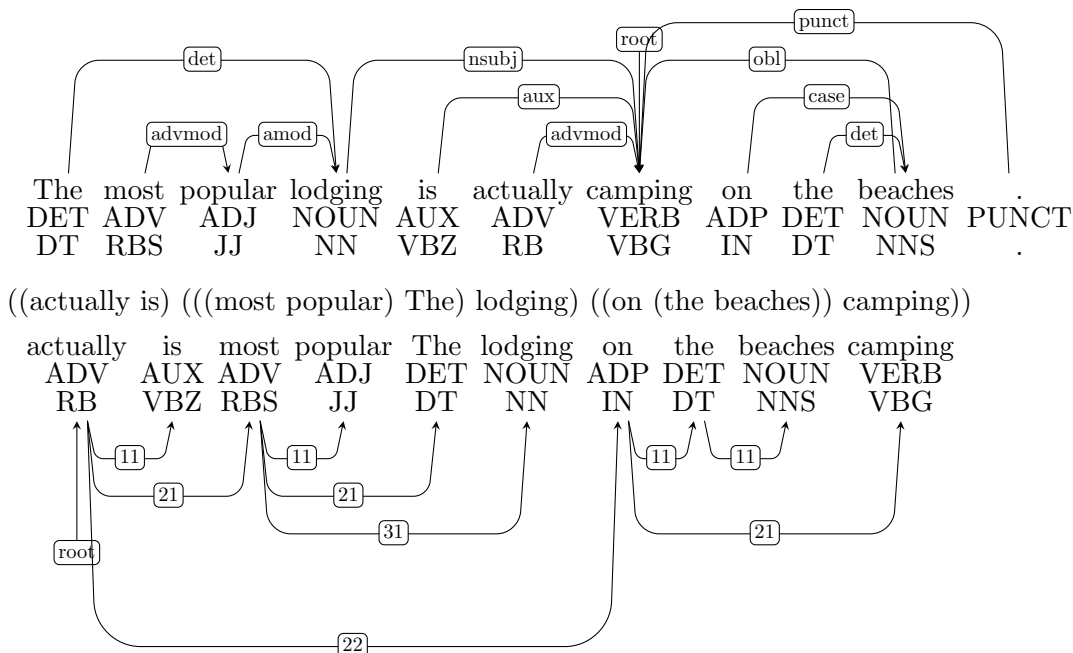 punct
root
det nsubj obl
aux case
advmod amod advmod det
The most popular lodging is actually camping on the beaches .
DET ADV ADJ NOUN AUX ADV VERB ADP DET NOUN PUNCT
DT RBS JJ NN VBZ RB VBG IN DT NNS .
((actually is) (((most popular) The) lodging) ((on (the beaches)) camping))
actually is most popular The lodging on the beaches camping
ADV AUX ADV ADJ DET NOUN ADP DET NOUN VERB
RB VBZ RBS JJ DT NN IN DT NNS VBG
11 11 11 11
21 21
31 21
root
22